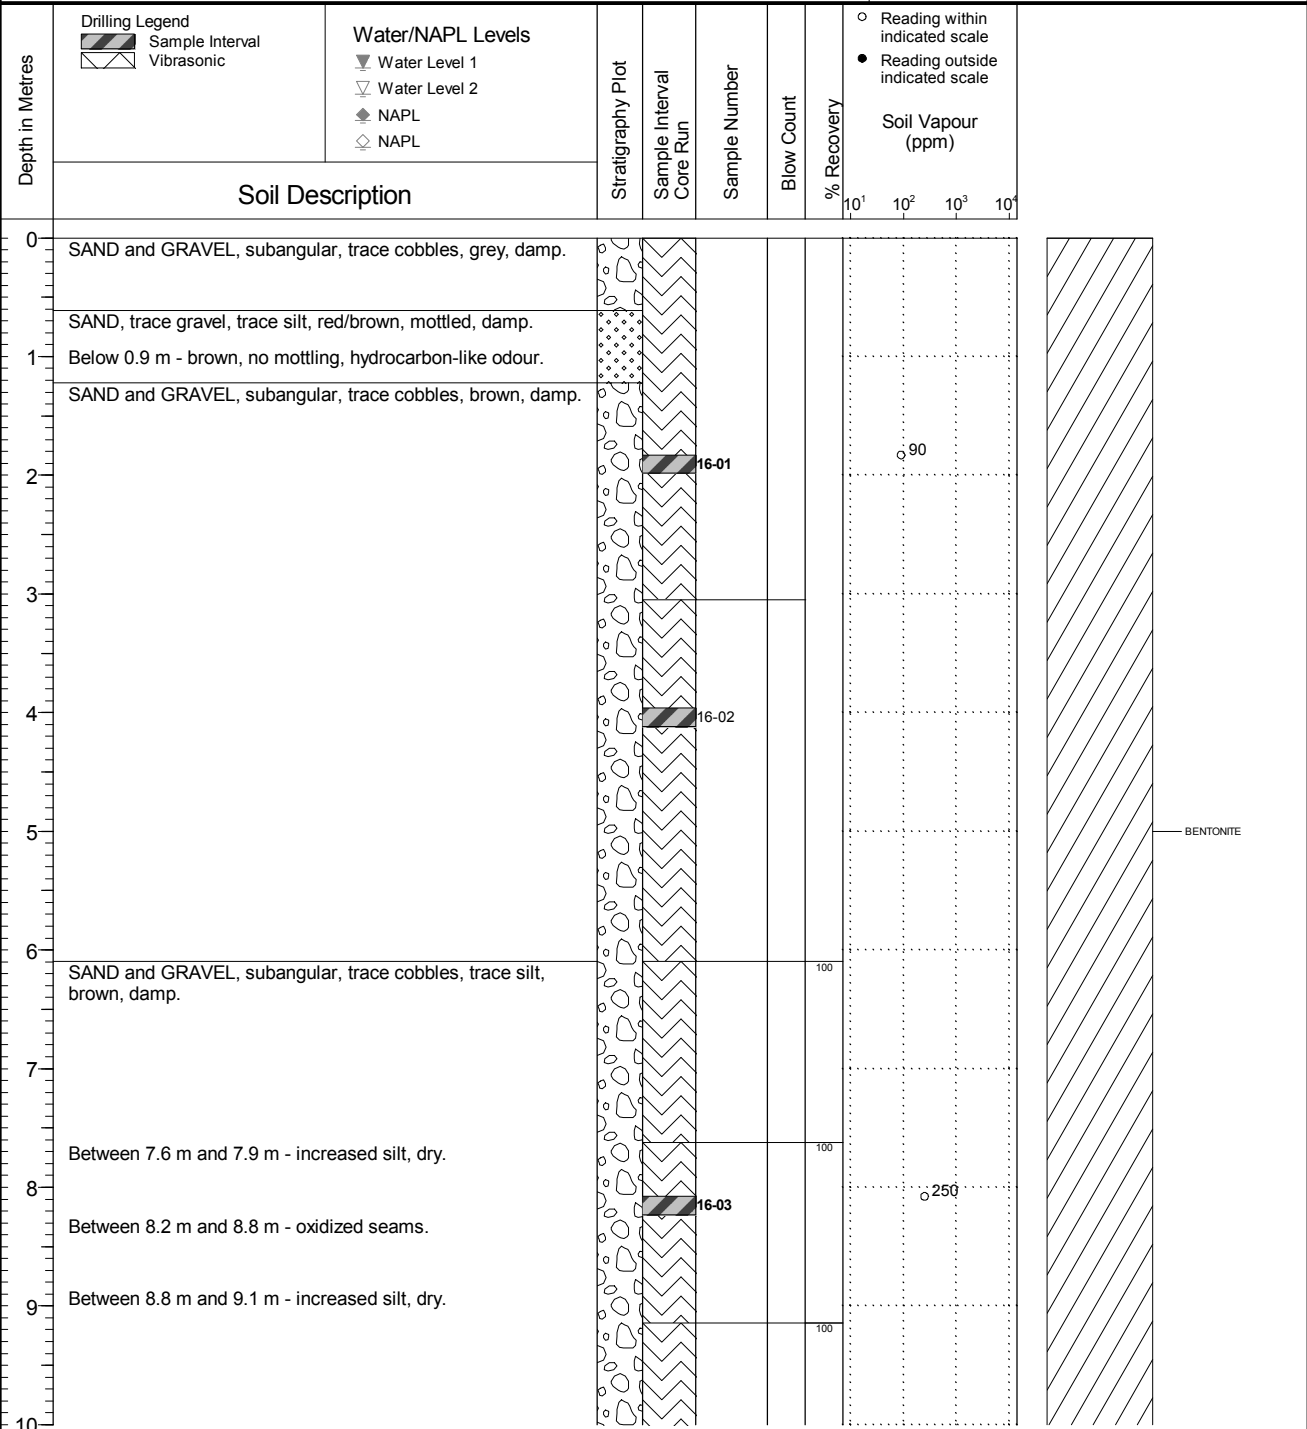 Drilling Legend
Sample Interval
Vibrasonic
Water/NAPL Levels
Water Level 1
Water Level 2
NAPL
NAPL
Reading within
indicated scale
Reading outside
indicated scale
Depth in Metres
Soil Description
Stratigraphy Plot
Sample Interval
Core Run
Sample Number
Blow Count
% Recovery
Soil Vapour
(ppm)
10¹ 10² 10³ 10⁴
0
SAND and GRAVEL, subangular, trace cobbles, grey, damp.
SAND, trace gravel, trace silt, red/brown, mottled, damp.
1
Below 0.9 m - brown, no mottling, hydrocarbon-like odour.
SAND and GRAVEL, subangular, trace cobbles, brown, damp.
90
16-01
2
3
4
16-02
5
BENTONITE
6
SAND and GRAVEL, subangular, trace cobbles, trace silt,
brown, damp.
100
7
Between 7.6 m and 7.9 m - increased silt, dry.
100
8
250
16-03
Between 8.2 m and 8.8 m - oxidized seams.
Between 8.8 m and 9.1 m - increased silt, dry.
9
100
10